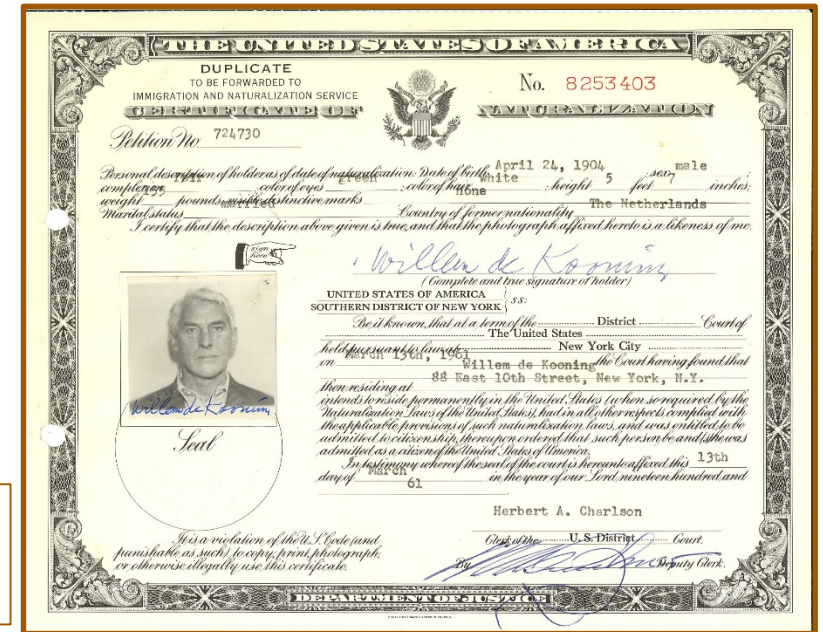 THE UNITED STATES OF AMERICA
DUPLICATE
TO BE FORWARDED TO
IMMIGRATION AND NATURALIZATION SERVICE
No. 8253403
CERTIFICATE OF NATURALIZATION
Petition No 724730
Personal description of holder as of date of naturalization: Date of birth April 24, 1904 ; sex male
complexion fair ; color of eyes green ; color of hair white ; height 5 feet 7 inches;
weight pounds; visible distinctive marks none
Marital status married Country of former nationality The Netherlands
I certify that the description above given is true, and that the photograph affixed hereto is a likeness of me.
sign here
Willem de Kooning
(Complete and true signature of holder)
UNITED STATES OF AMERICA
SOUTHERN DISTRICT OF NEW YORK } ss:
Be it known, that at a term of the District Court of
The United States
held pursuant to law at New York City
on March 13th, 1961 Willem de Kooning the Court having found that
then residing at 88 East 10th Street, New York, N.Y.
intends to reside permanently in the United States (when so required by the
Naturalization Laws of the United States), had in all other respects complied with
the applicable provisions of such naturalization laws, and was entitled to be
admitted to citizenship, thereupon ordered that such person be and (s)he was
admitted as a citizen of the United States of America.
In testimony whereof the seal of the court is hereunto affixed this 13th
day of March in the year of our Lord nineteen hundred and
61
Willem de Kooning
Seal
Herbert A. Charlson
Clerk of the U. S. District Court.
By Deputy Clerk.
It is a violation of the U.S. Code (and
punishable as such) to copy, print, photograph,
or otherwise illegally use this certificate.
DEPARTMENT OF JUSTICE